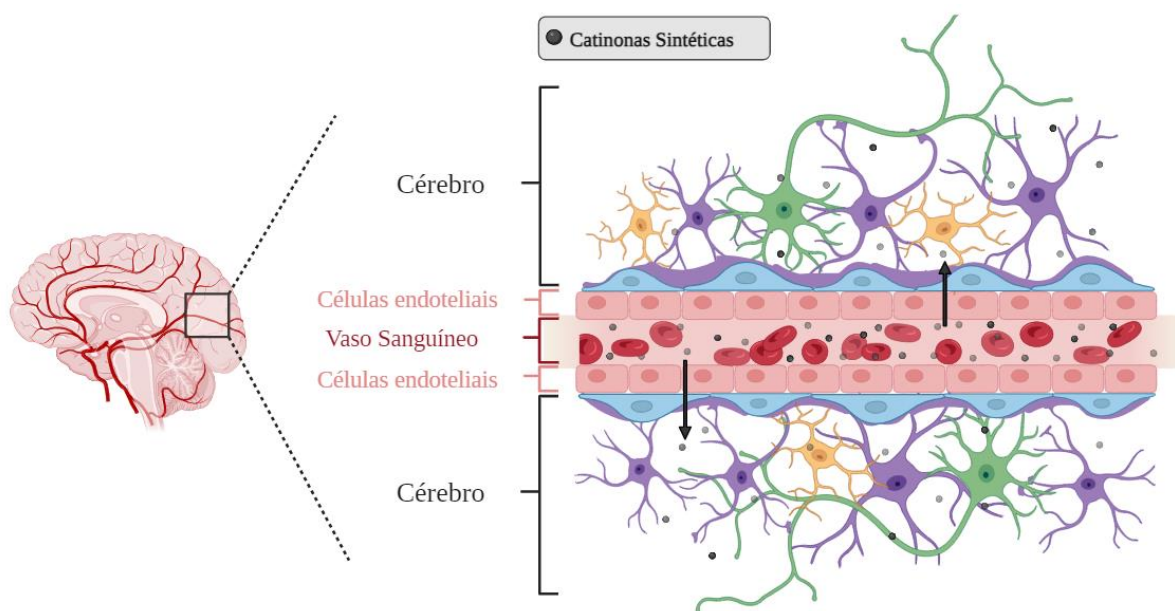 Catinonas Sintéticas
Cérebro
Células endoteliais
Vaso Sanguíneo
Células endoteliais
Cérebro